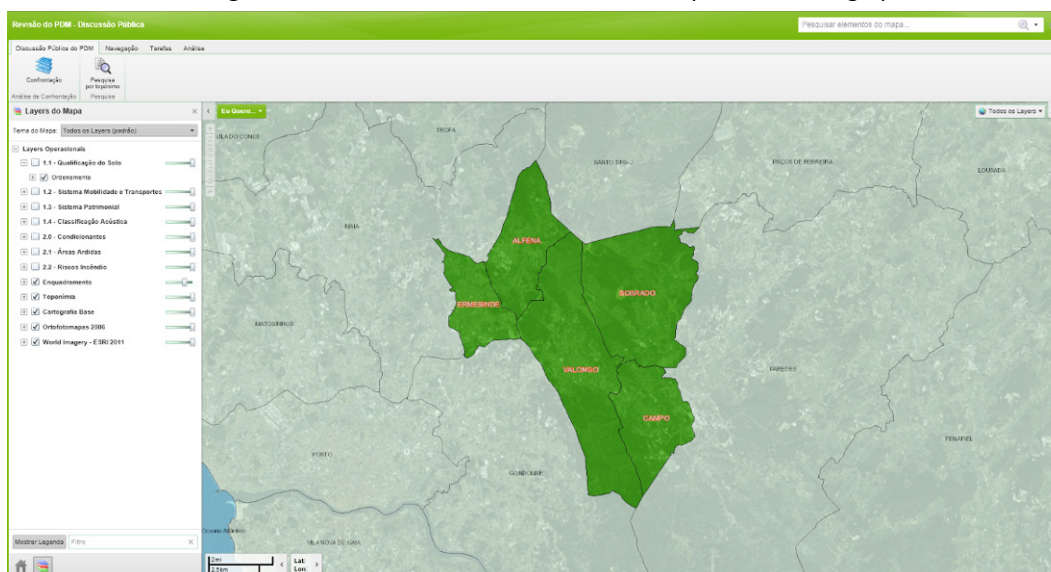 Revisão do PDM - Discussão Pública
Pesquisar elementos do mapa...
Discussão Pública do PDM Navegação Tarefas Análise
Confrontação
Pesquisa por topónimo
Análise de Confrontação Pesquisa
Layers do Mapa
Eu Quero...
Todos os Layers
Tema do Mapa: Todos os Layers (padrão)
Layers Operacionais
1.1 - Qualificação do Solo
Ordenamento
1.2 - Sistema Mobilidade e Transportes
1.3 - Sistema Patrimonial
1.4 - Classificação Acústica
2.0 - Condicionantes
2.1 - Áreas Ardidas
2.2 - Riscos Incêndio
Enquadramento
Toponímia
Cartografia Base
Ortofotomapas 2006
World Imagery - ESRI 2011
VILA DO CONDE
TROFA
SANTO TIRSO
PAÇOS DE FERREIRA
LOUSADA
MAIA
ALFENA
SOBRADO
ERMESINDE
MATOSINHOS
VALONGO
PAREDES
CAMPO
PENAFIEL
PORTO
GONDOMAR
Oceano Atlântico
VILA NOVA DE GAIA
Mostrar Legenda Filtro
2mi
2.5km
Lat:
Lon: